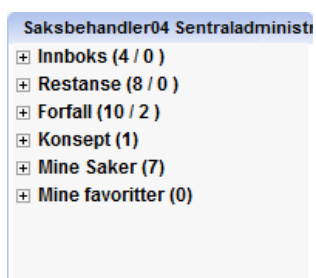 Saksbehandler04 Sentraladministr
Innboks (4 / 0 )
Restanse (8 / 0 )
Forfall (10 / 2 )
Konsept (1)
Mine Saker (7)
Mine favoritter (0)